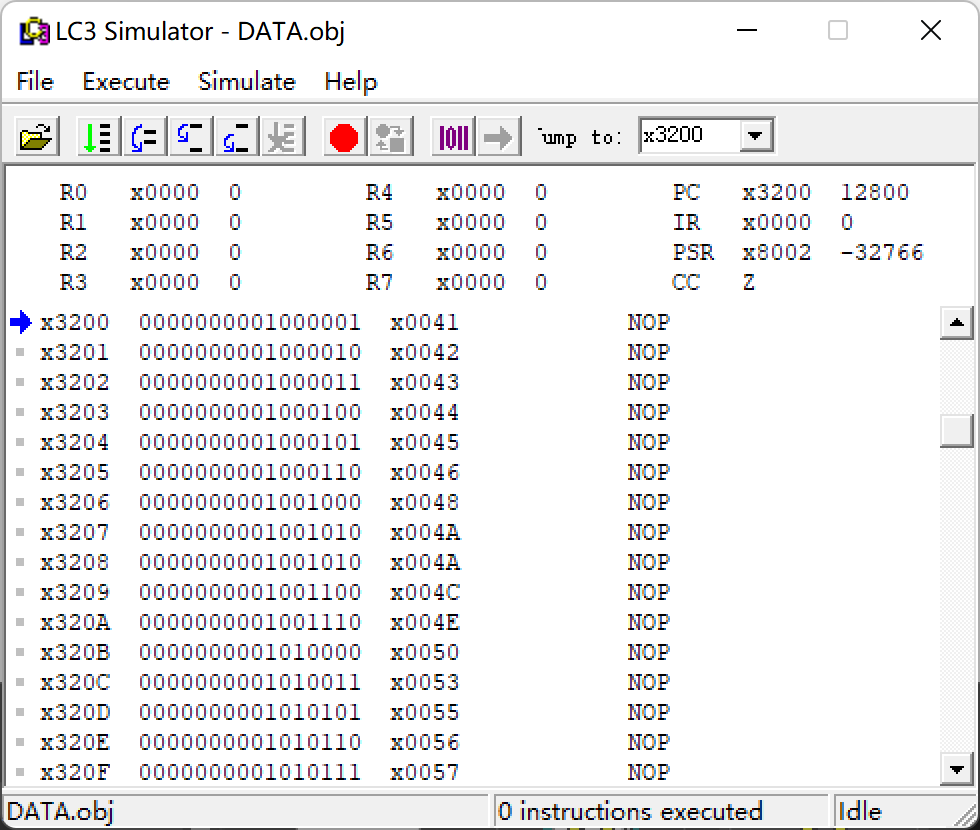 LC3 Simulator - DATA.obj
File Execute Simulate Help
Jump to: x3200
R0 x0000 0 R4 x0000 0 PC x3200 12800
R1 x0000 0 R5 x0000 0 IR x0000 0
R2 x0000 0 R6 x0000 0 PSR x8002 -32766
R3 x0000 0 R7 x0000 0 CC Z
x3200 0000000001000001 x0041 NOP
x3201 0000000001000010 x0042 NOP
x3202 0000000001000011 x0043 NOP
x3203 0000000001000100 x0044 NOP
x3204 0000000001000101 x0045 NOP
x3205 0000000001000110 x0046 NOP
x3206 0000000001001000 x0048 NOP
x3207 0000000001001010 x004A NOP
x3208 0000000001001010 x004A NOP
x3209 0000000001001100 x004C NOP
x320A 0000000001001110 x004E NOP
x320B 0000000001010000 x0050 NOP
x320C 0000000001010011 x0053 NOP
x320D 0000000001010101 x0055 NOP
x320E 0000000001010110 x0056 NOP
x320F 0000000001010111 x0057 NOP
DATA.obj 0 instructions executed Idle